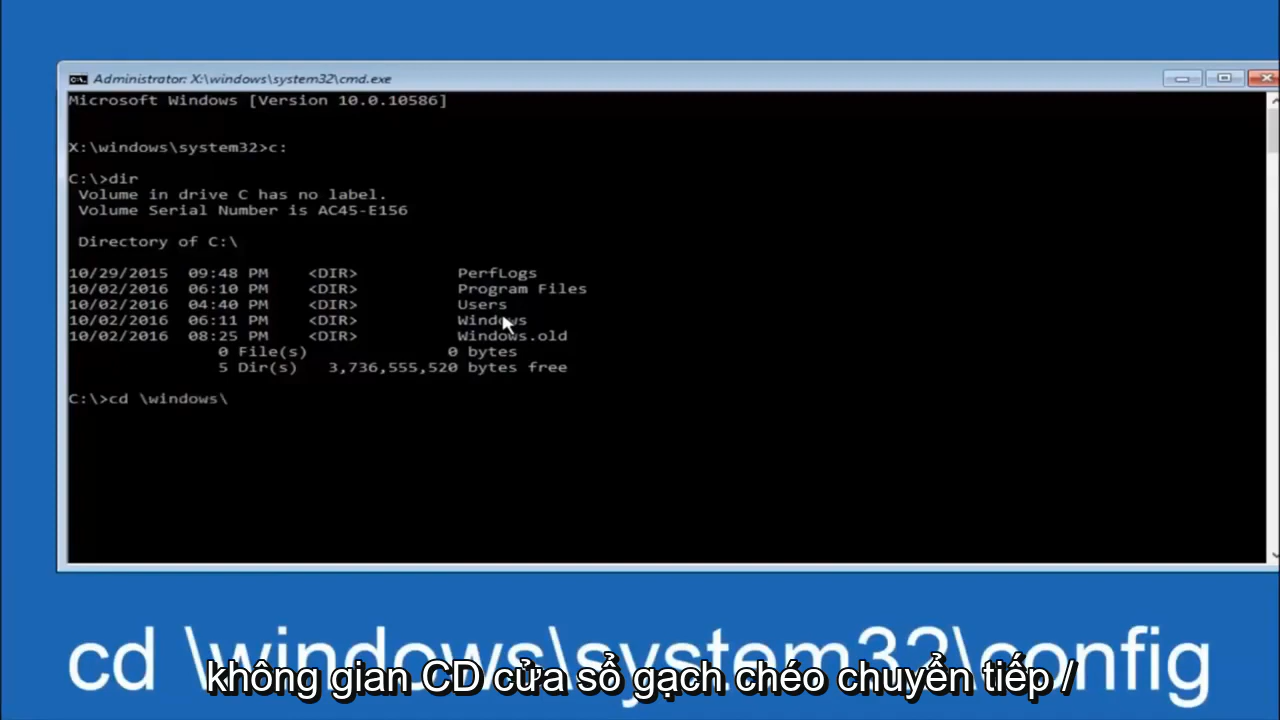 Administrator: X:\windows\system32\cmd.exe
Microsoft Windows [Version 10.0.10586]
X:\windows\system32>c:
C:\>dir
Volume in drive C has no label.
Volume Serial Number is AC45-E156
Directory of C:\
10/29/2015 09:48 PM <DIR> PerfLogs
10/02/2016 06:10 PM <DIR> Program Files
10/02/2016 04:40 PM <DIR> Users
10/02/2016 06:11 PM <DIR> Windows
10/02/2016 08:25 PM <DIR> Windows.old
0 File(s) 0 bytes
5 Dir(s) 3,736,555,520 bytes free
C:\>cd \windows\
cd \windows\system32\config
không gian CD cửa sổ gạch chéo chuyển tiếp /